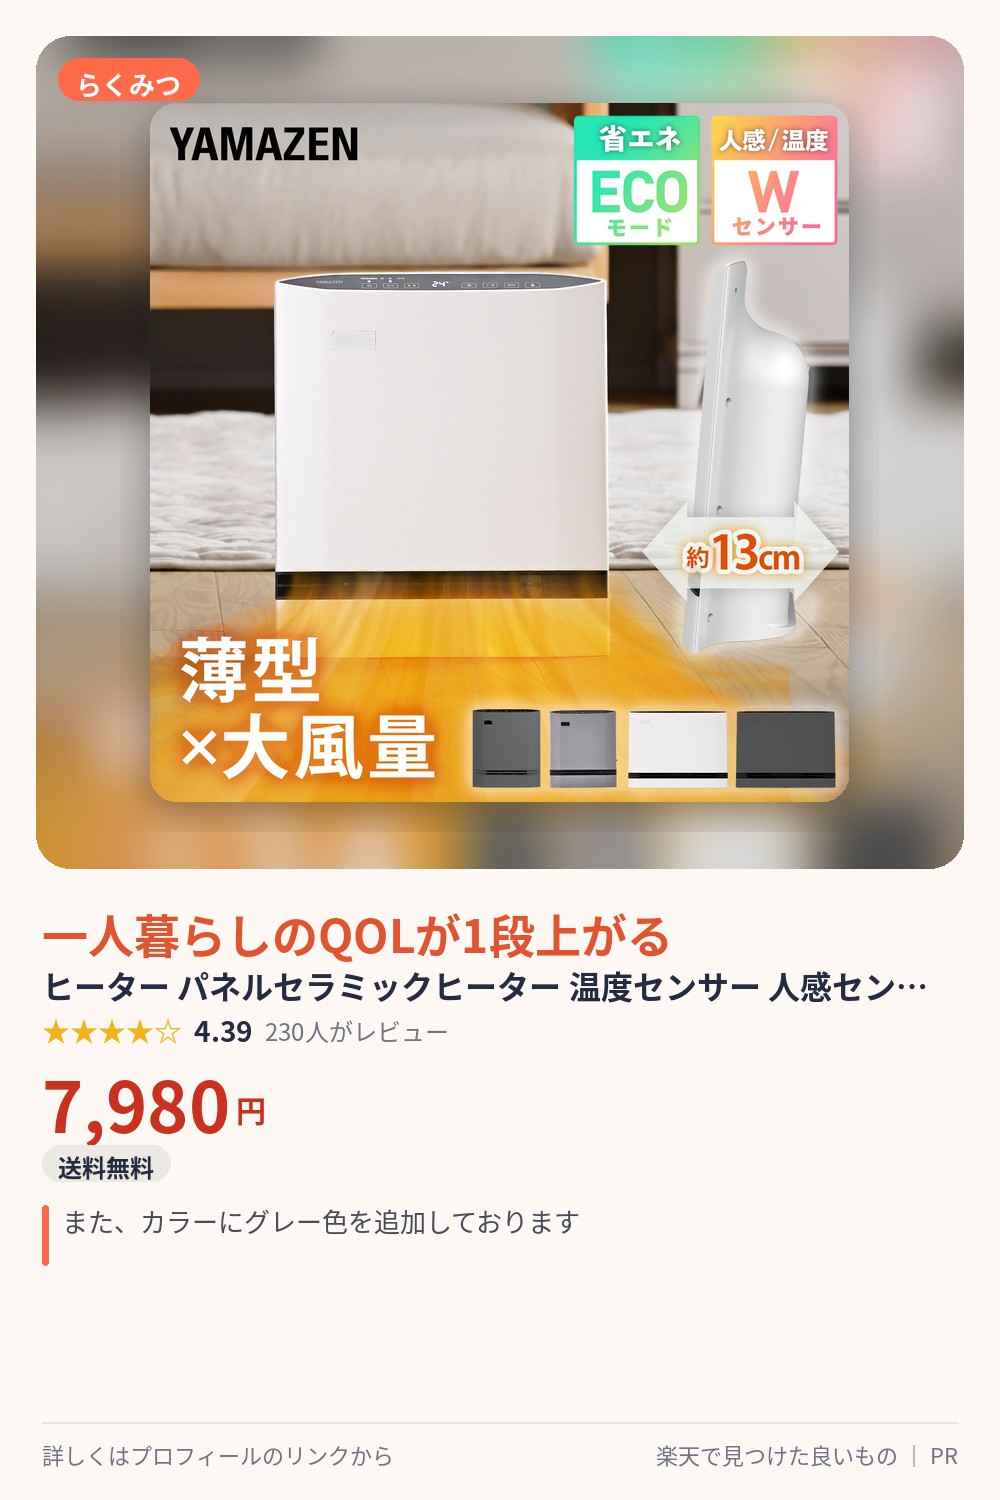 らくみつ
YAMAZEN
省エネ
ECO
モード
人感/温度
W
センサー
約13cm
薄型
×大風量
一人暮らしのQOLが1段上がる
ヒーター パネルセラミックヒーター 温度センサー 人感セン…
★★★★☆ 4.39 230人がレビュー
7,980円
送料無料
また、カラーにグレー色を追加しております
詳しくはプロフィールのリンクから
楽天で見つけた良いもの | PR